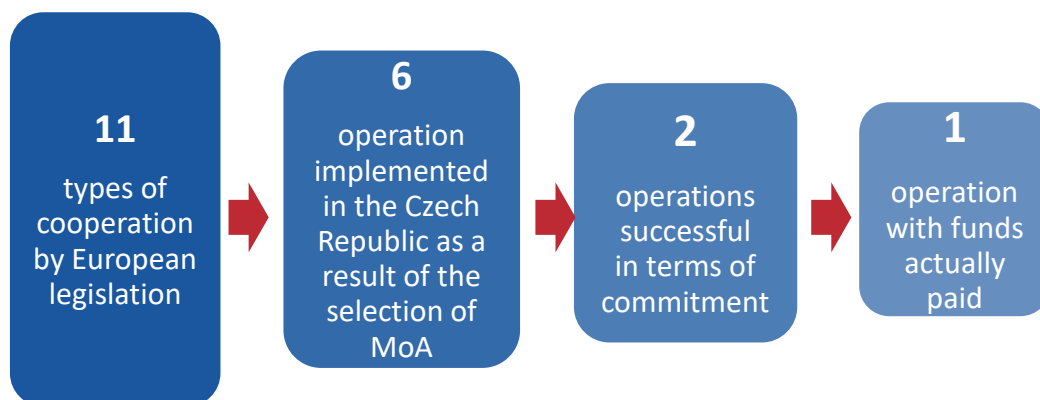 11
types of
cooperation
by European
legislation
6
operation
implemented
in the Czech
Republic as a
result of the
selection of
MoA
2
operations
successful
in terms of
commitment
1
operation
with funds
actually
paid